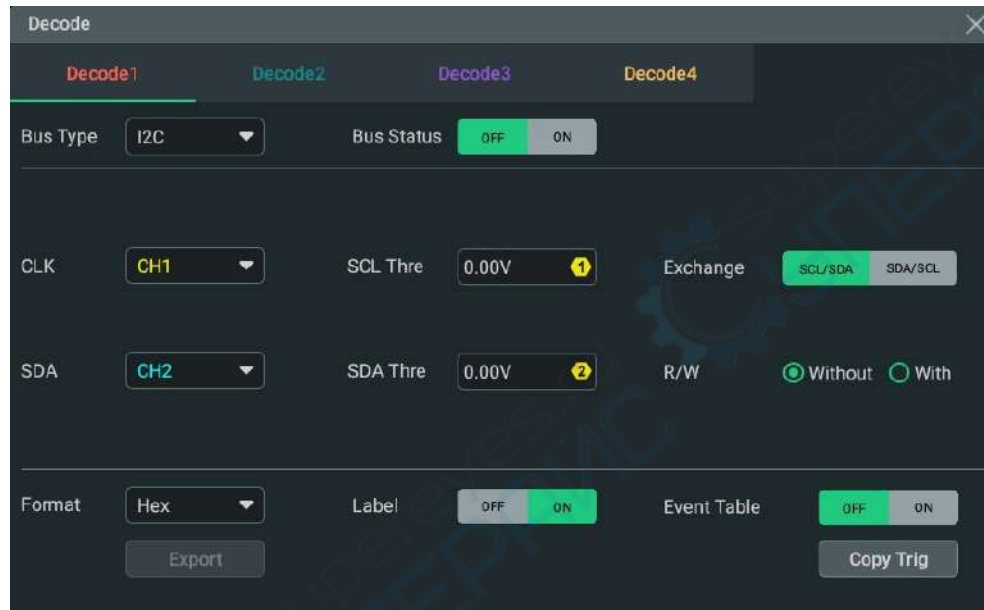 Decode
Decode1 Decode2 Decode3 Decode4
Bus Type I2C Bus Status OFF ON
CLK CH1 SCL Thre 0.00V 1 Exchange SCL/SDA SDA/SCL
SDA CH2 SDA Thre 0.00V 2 R/W Without With
Format Hex Label OFF ON Event Table OFF ON
Export Copy Trig